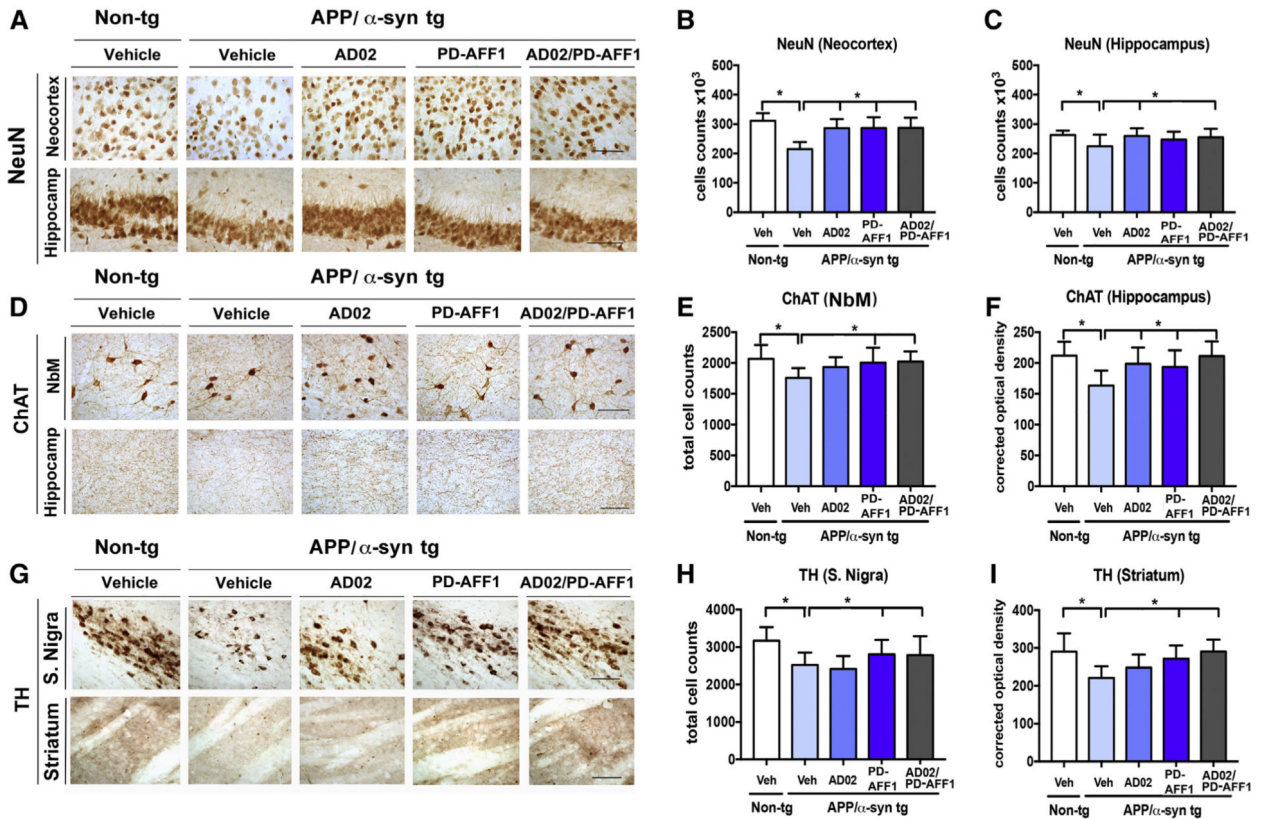 A
Non-tg
APP/ α-syn tg
Vehicle
Vehicle
AD02
PD-AFF1
AD02/PD-AFF1
NeuN
Neocortex
Hippocamp
B
NeuN (Neocortex)
cells counts x10³
500
400
300
200
100
0
*
*
Veh
Veh
AD02
PD-
AFF1
AD02/
PD-AFF1
Non-tg
APP/α-syn tg
C
NeuN (Hippocampus)
cells counts x10³
500
400
300
200
100
0
*
*
Veh
Veh
AD02
PD-
AFF1
AD02/
PD-AFF1
Non-tg
APP/α-syn tg
D
Non-tg
APP/ α-syn tg
Vehicle
Vehicle
AD02
PD-AFF1
AD02/PD-AFF1
ChAT
NbM
Hippocamp
E
ChAT (NbM)
total cell counts
2500
2000
1500
1000
500
0
*
*
Veh
Veh
AD02
PD-
AFF1
AD02/
PD-AFF1
Non-tg
APP/α-syn tg
F
ChAT (Hippocampus)
corrected optical density
250
200
150
100
50
0
*
*
Veh
Veh
AD02
PD-
AFF1
AD02/
PD-AFF1
Non-tg
APP/α-syn tg
G
Non-tg
APP/ α-syn tg
Vehicle
Vehicle
AD02
PD-AFF1
AD02/PD-AFF1
TH
S. Nigra
Striatum
H
TH (S. Nigra)
total cell counts
4000
3000
2000
1000
0
*
*
Veh
Veh
AD02
PD-
AFF1
AD02/
PD-AFF1
Non-tg
APP/α-syn tg
I
TH (Striatum)
corrected optical density
400
300
200
100
0
*
*
Veh
Veh
AD02
PD-
AFF1
AD02/
PD-AFF1
Non-tg
APP/α-syn tg